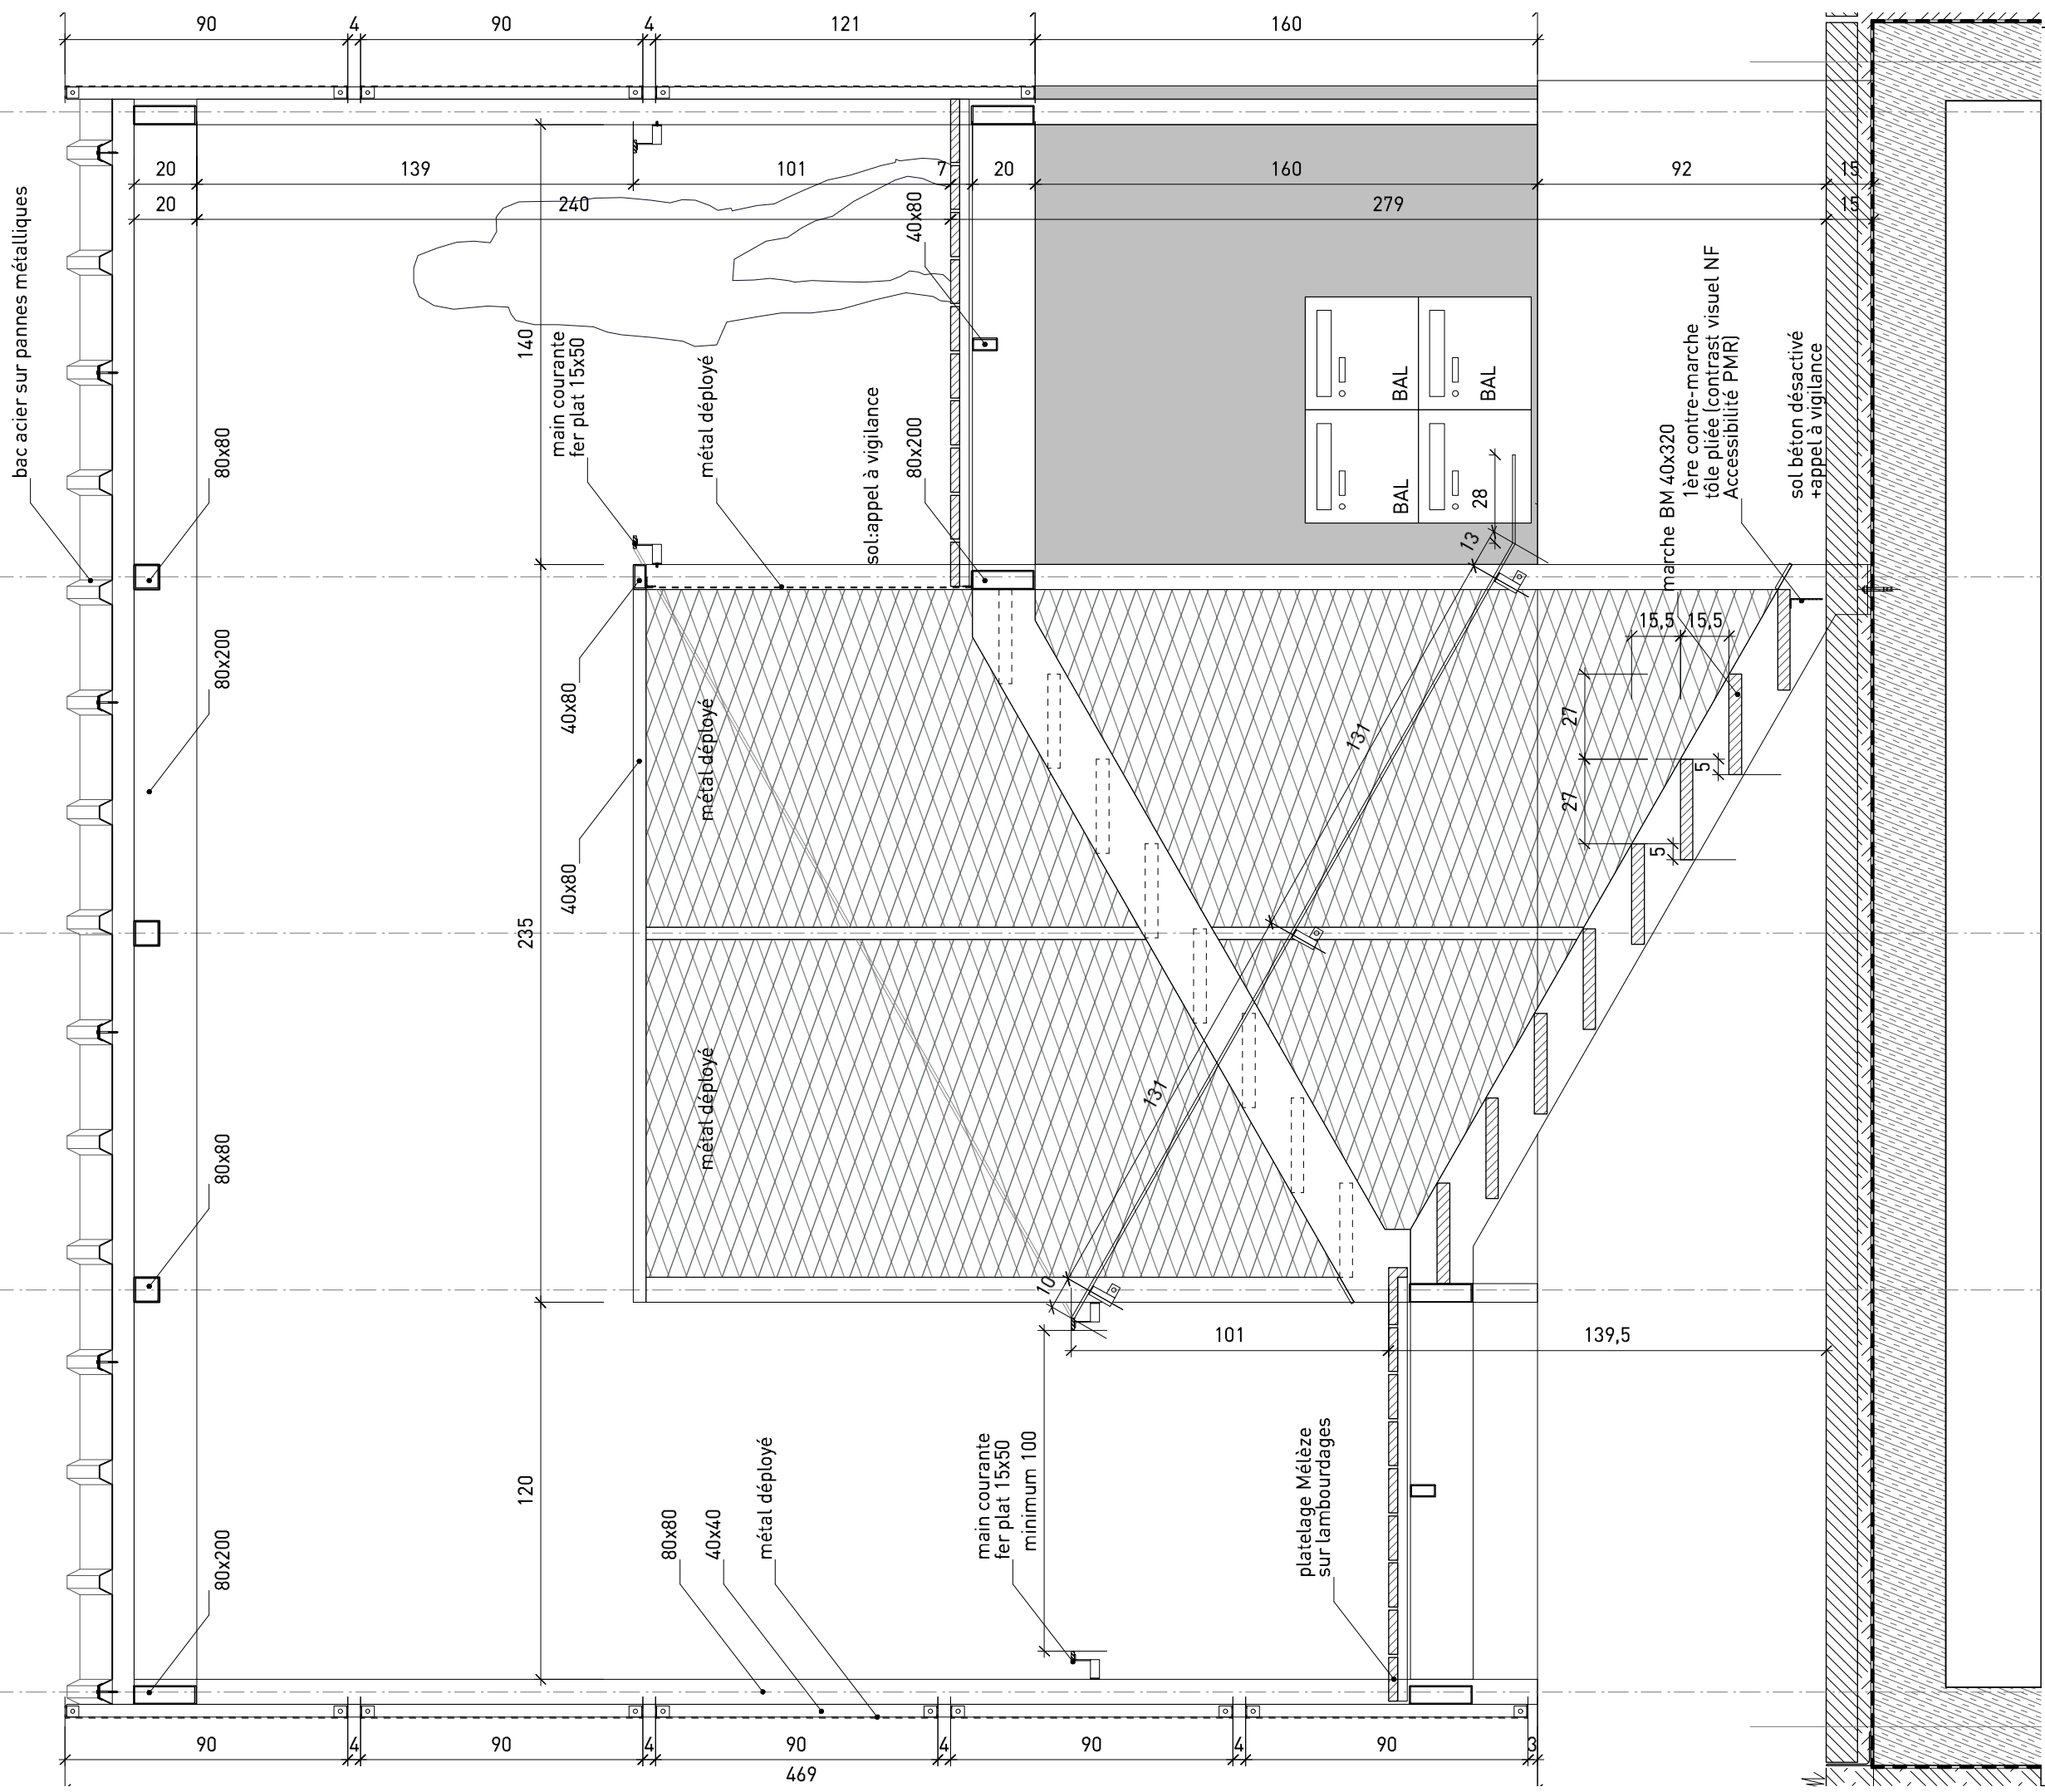 90
4
90
4
121
160
20
139
101
7
20
160
92
15
20
240
279
15
bac acier sur pannes métalliques
80x80
80x200
80x80
80x200
140
235
120
main courante
fer plat 15x50
métal déployé
sol:appel à vigilance
40x80
80x200
BAL
BAL
BAL
BAL
28
13
marche BM 40x320
1ère contre-marche
tôle pliée (contrast visuel NF
Accessibilité PMR)
sol béton désactivé
+appel à vigilance
40x80
40x80
métal déployé
métal déployé
131
131
10
15,5
15,5
27
27
5
5
101
139,5
80x80
40x40
métal déployé
main courante
fer plat 15x50
minimum 100
platelage Mélèze
sur lambourdages
90
4
90
4
90
4
90
4
90
3
469